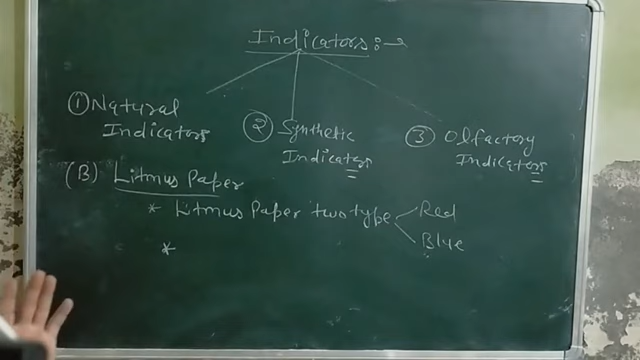 Indicators:→
① Natural Indicators
② Synthetic Indicators
③ Olfactory Indicators
(B) Litmus Paper
* Litmus Paper two type Red
Blue
*